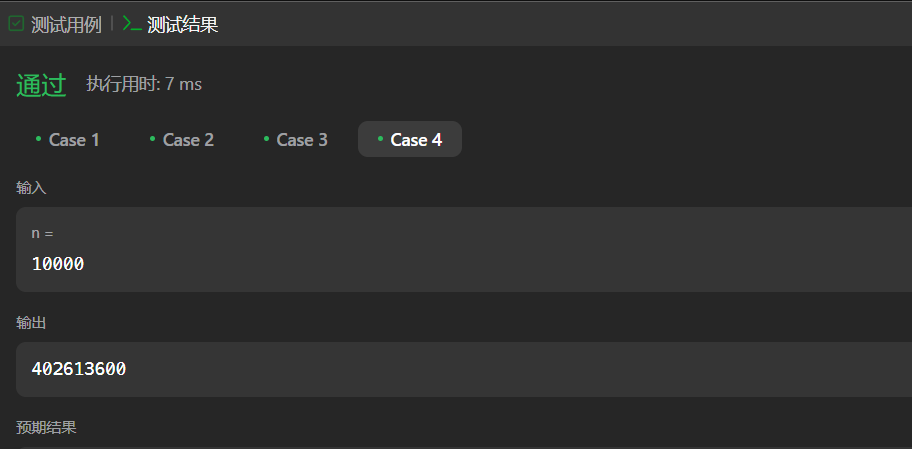 测试用例 | >_ 测试结果
通过 执行用时: 7 ms
• Case 1 • Case 2 • Case 3 • Case 4
输入
n =
10000
输出
402613600
预期结果